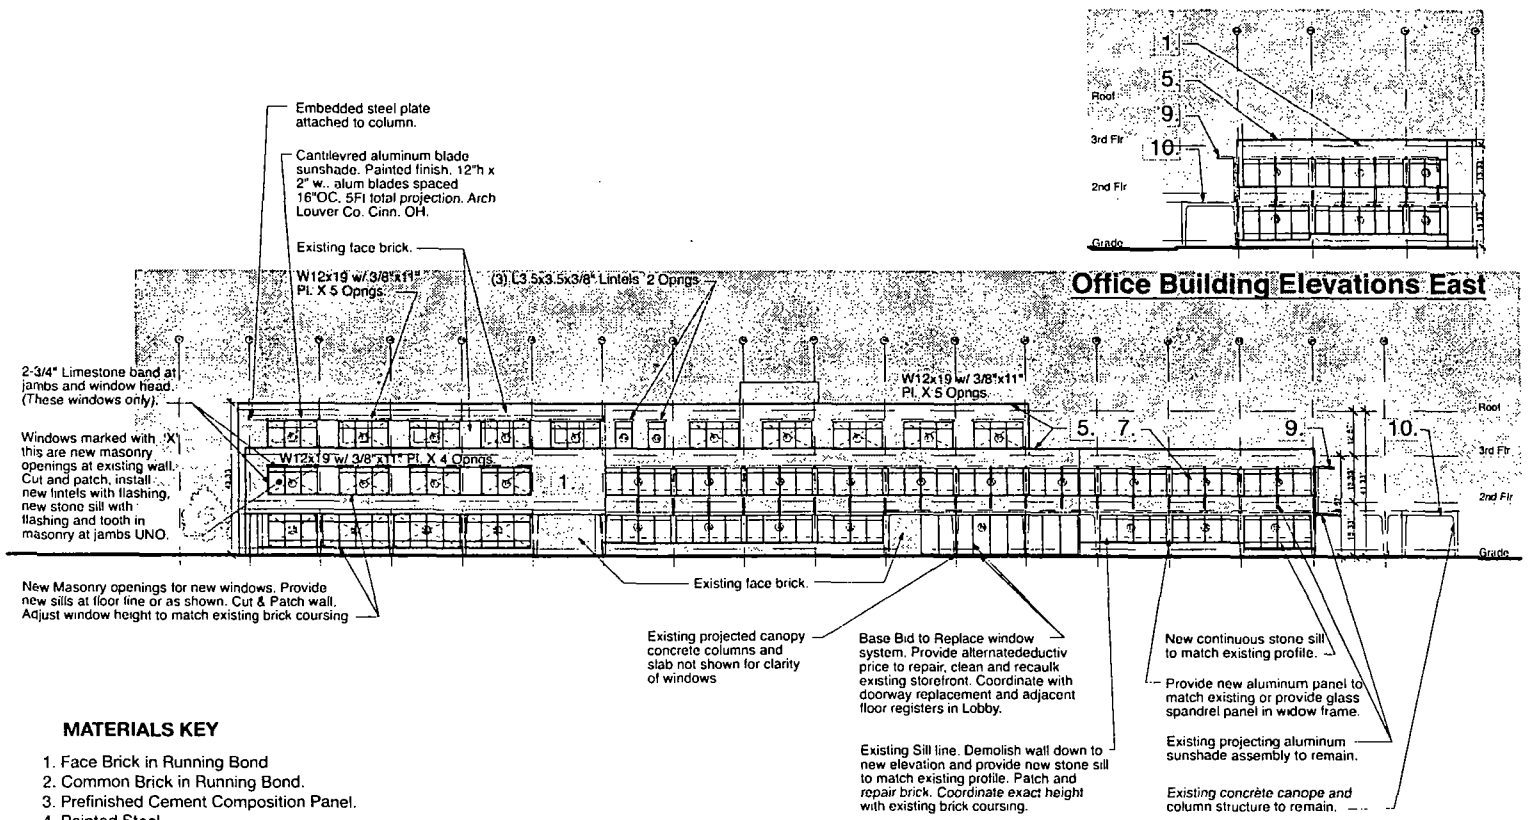 1.
5.
Roof
9.
3rd Flr
10.
2nd Flr
Grade
Office Building Elevations East
Embedded steel plate
attached to column.
Cantilevred aluminum blade
sunshade. Painted finish. 12"h x
2" w.. alum blades spaced
16"OC. 5Fl total projection. Arch
Louver Co. Cinn. OH.
Existing face brick.
W12x19 w/ 3/8"x11"
Pl. X 5 Opngs.
(3) L3.5x3.5x3/8" Lintels 2 Opngs
2-3/4" Limestone band at
jambs and window head.
(These windows only).
W12x19 w/ 3/8"x11"
Pl. X 5 Opngs.
Windows marked with 'X'
this are new masonry
openings at existing wall.
Cut and patch, install
new lintels with flashing,
new stone sill with
flashing and tooth in
masonry at jambs UNO.
W12x19 w/ 3/8"x11" Pl. X 4 Opngs.
1.
5. 7. 9. 10.
Roof
3rd Flr
2nd Flr
Grade
New Masonry openings for new windows. Provide
new sills at floor line or as shown. Cut & Patch wall.
Adjust window height to match existing brick coursing
Existing face brick.
Existing projected canopy
concrete columns and
slab not shown for clarity
of windows
Base Bid to Replace window
system. Provide alternatedeductiv
price to repair, clean and recaulk
existing storefront. Coordinate with
doorway replacement and adjacent
floor registers in Lobby.
Existing Sill line. Demolish wall down to
new elevation and provide new stone sill
to match existing profile. Patch and
repair brick. Coordinate exact height
with existing brick coursing.
New continuous stone sill
to match existing profile.
Provide new aluminum panel to
match existing or provide glass
spandrel panel in widow frame.
Existing projecting aluminum
sunshade assembly to remain.
Existing concrete canope and
column structure to remain.
MATERIALS KEY
1. Face Brick in Running Bond
2. Common Brick in Running Bond.
3. Prefinished Cement Composition Panel.
4. Painted Steel